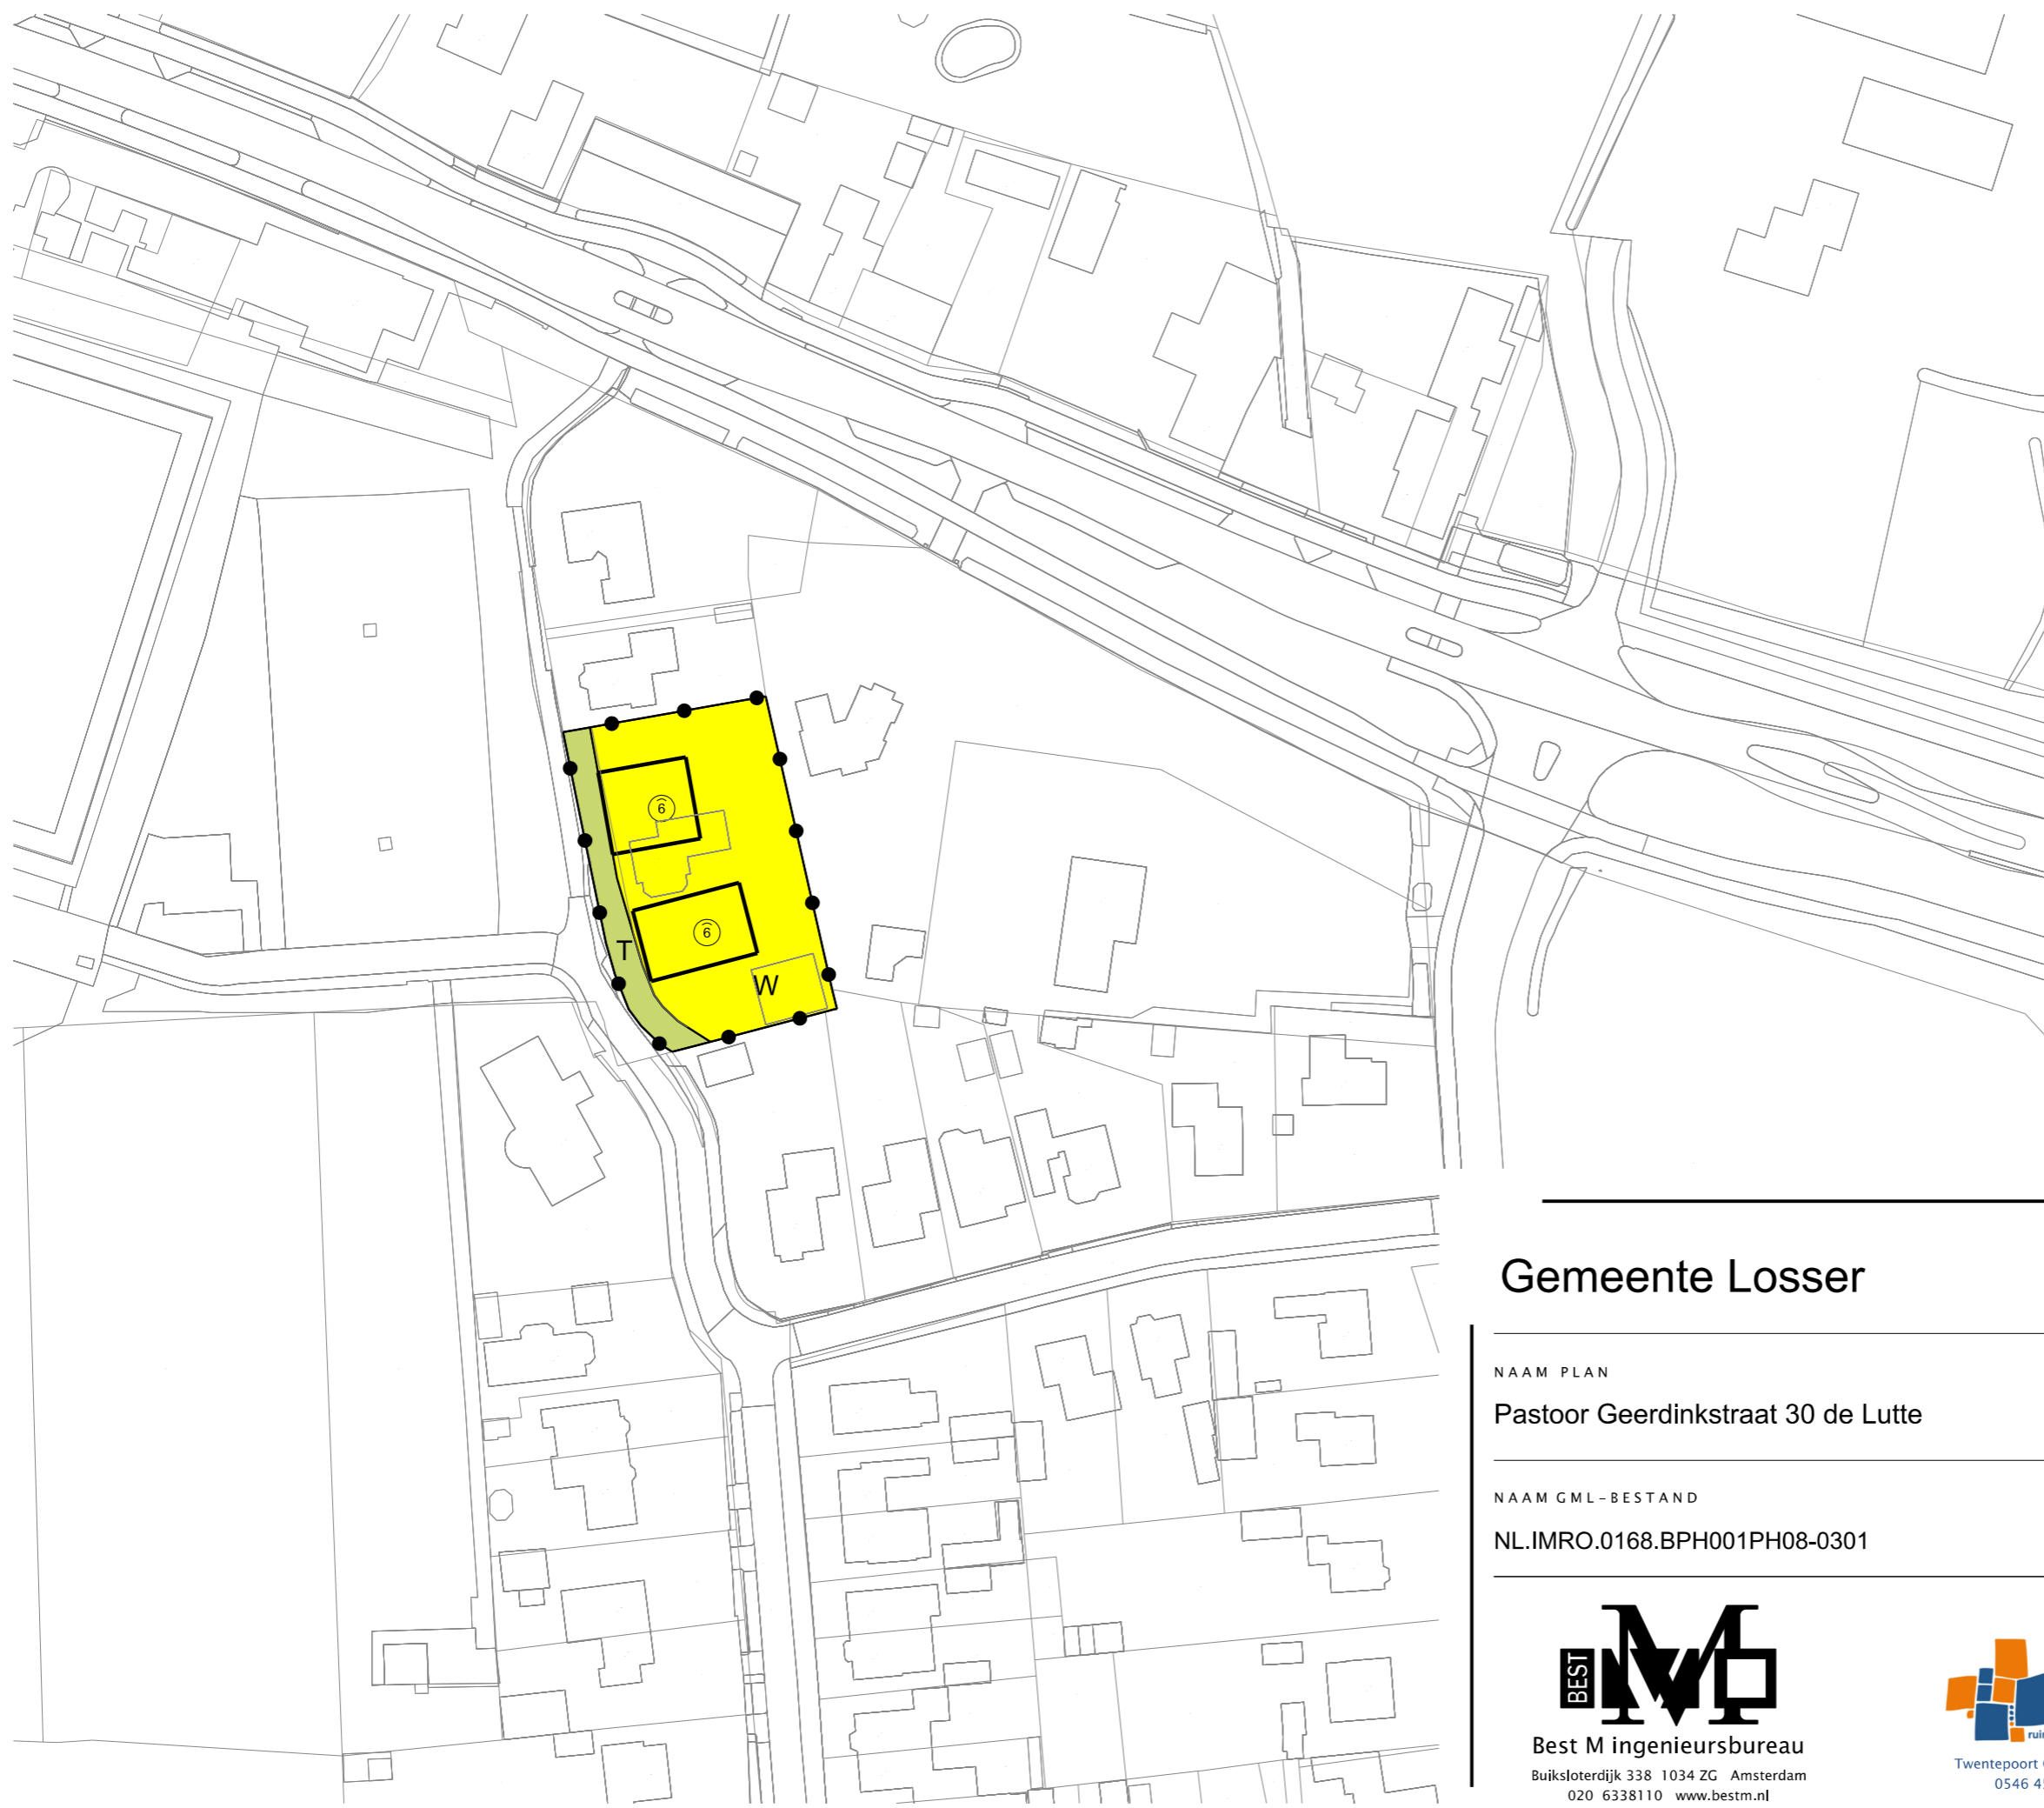 6
6
T
W
Gemeente Losser
NAAM PLAN
Pastoor Geerdinkstraat 30 de Lutte
NAAM GML-BESTAND
NL.IMRO.0168.BPH001PH08-0301
BEST
M
Best M ingenieursbureau
Buiksloterdijk 338 1034 ZG Amsterdam
020 6338110 www.bestm.nl
Twentepoort
0546